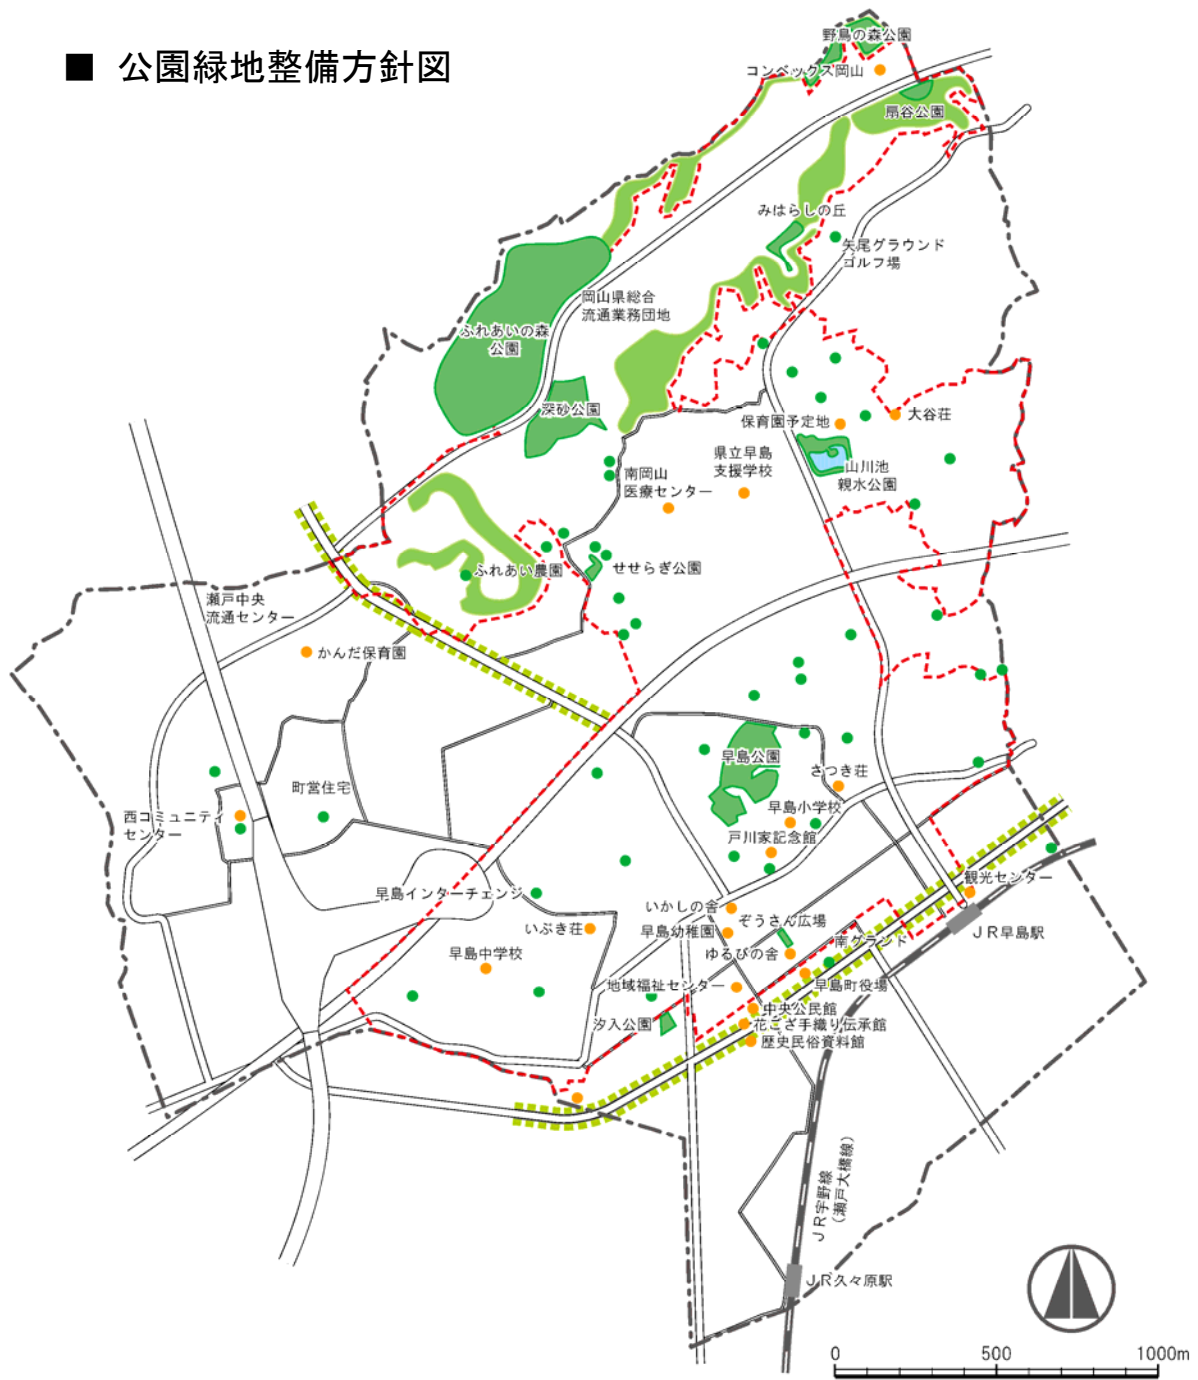 ■ 公園緑地整備方針図
野鳥の森公園
コンベックス岡山
扇谷公園
みはらしの丘
矢尾グラウンド
ゴルフ場
岡山県総合
流通業務団地
ふれあいの森
公園
深砂公園
保育園予定地
大谷荘
県立早島
支援学校
山川池
親水公園
南岡山
医療センター
ふれあい農園
せせらぎ公園
瀬戸中央
流通センター
かんだ保育園
早島公園
さつき荘
町営住宅
早島小学校
西コミュニティ
センター
戸川家記念館
観光センター
早島インターチェンジ
いかしの舎
ぞうさん広場
いぶき荘
早島幼稚園
南グランド
JR早島駅
早島中学校
ゆるびの舎
地域福祉センター
早島町役場
中央公民館
汐入公園
花ござ手織り伝承館
歴史民俗資料館
JR宇野線
(瀬戸大橋線)
JR久々原駅
0 500 1000m